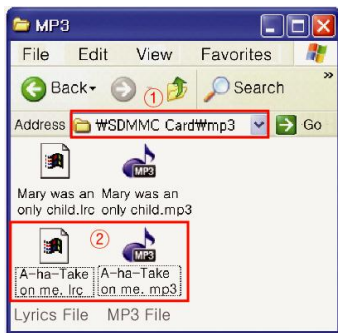 MP3
File Edit View Favorites
Back Search
»
①
Address ₩SDMMC Card₩mp3 Go
MP3
Mary was an only child.lrc
Mary was an only child.mp3
②
MP3
A-ha-Take on me. lrc
A-ha-Take on me. mp3
Lyrics File MP3 File